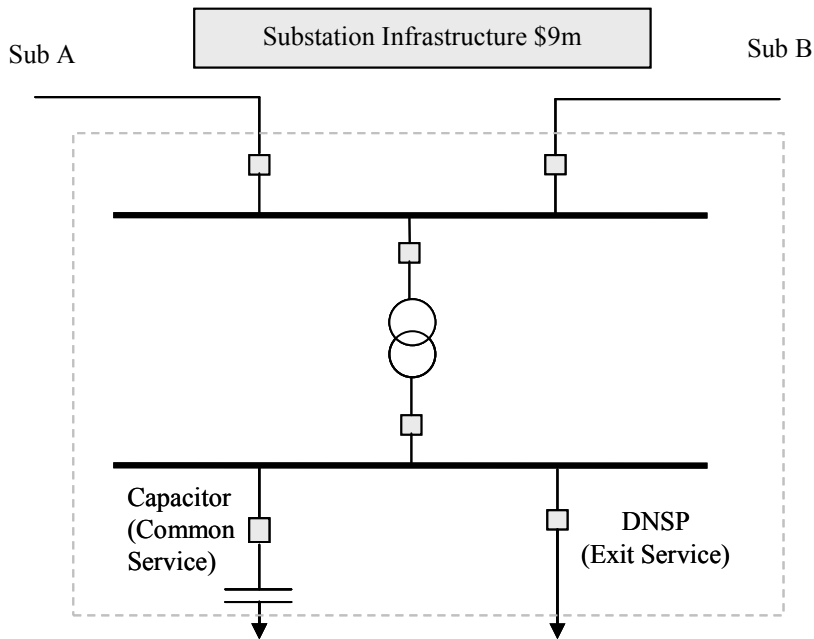 Substation Infrastructure $9m
Sub A
Sub B
Capacitor
(Common
Service)
DNSP
(Exit Service)